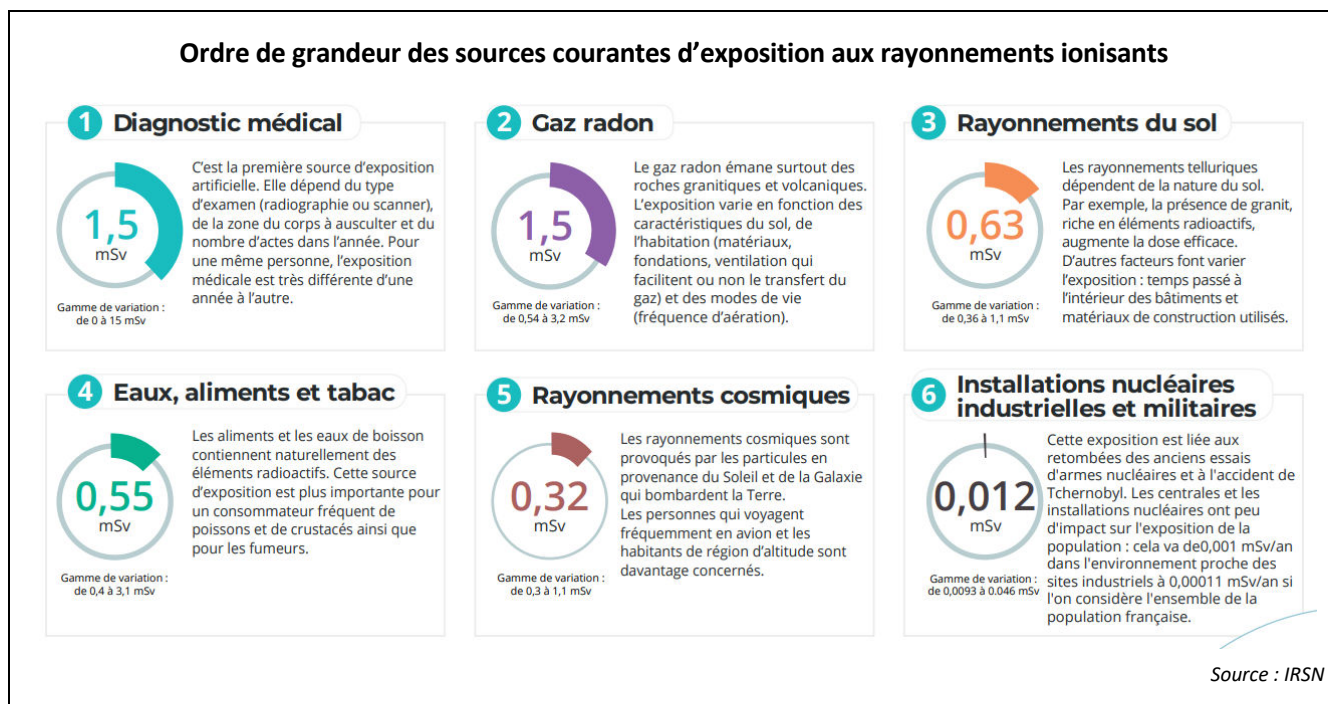 Ordre de grandeur des sources courantes d’exposition aux rayonnements ionisants
1 Diagnostic médical
1,5
mSv
Gamme de variation :
de 0 à 15 mSv
C’est la première source d’exposition
artificielle. Elle dépend du type
d’examen (radiographie ou scanner),
de la zone du corps à ausculter et du
nombre d’actes dans l’année. Pour
une même personne, l’exposition
médicale est très différente d’une
année à l’autre.
2 Gaz radon
1,5
mSv
Gamme de variation :
de 0,54 à 3,2 mSv
Le gaz radon émane surtout des
roches granitiques et volcaniques.
L’exposition varie en fonction des
caractéristiques du sol, de
l’habitation (matériaux,
fondations, ventilation qui
facilitent ou non le transfert du
gaz) et des modes de vie
(fréquence d’aération).
3 Rayonnements du sol
0,63
mSv
Gamme de variation :
de 0,36 à 1,1 mSv
Les rayonnements telluriques
dépendent de la nature du sol.
Par exemple, la présence de granit,
riche en éléments radioactifs,
augmente la dose efficace.
D’autres facteurs font varier
l’exposition : temps passé à
l’intérieur des bâtiments et
matériaux de construction utilisés.
4 Eaux, aliments et tabac
0,55
mSv
Gamme de variation :
de 0,4 à 3,1 mSv
Les aliments et les eaux de boisson
contiennent naturellement des
éléments radioactifs. Cette source
d’exposition est plus importante pour
un consommateur fréquent de
poissons et de crustacés ainsi que
pour les fumeurs.
5 Rayonnements cosmiques
0,32
mSv
Gamme de variation :
de 0,3 à 1,1 mSv
Les rayonnements cosmiques sont
provoqués par les particules en
provenance du Soleil et de la Galaxie
qui bombardent la Terre.
Les personnes qui voyagent
fréquemment en avion et les
habitants de région d’altitude sont
davantage concernés.
6 Installations nucléaires
industrielles et militaires
0,012
mSv
Gamme de variation :
de 0,0093 à 0.046 mSv
Cette exposition est liée aux
retombées des anciens essais
d'armes nucléaires et à l'accident de
Tchernobyl. Les centrales et les
installations nucléaires ont peu
d'impact sur l'exposition de la
population : cela va de0,001 mSv/an
dans l'environnement proche des
sites industriels à 0,00011 mSv/an si
l'on considère l'ensemble de la
population française.
Source : IRSN